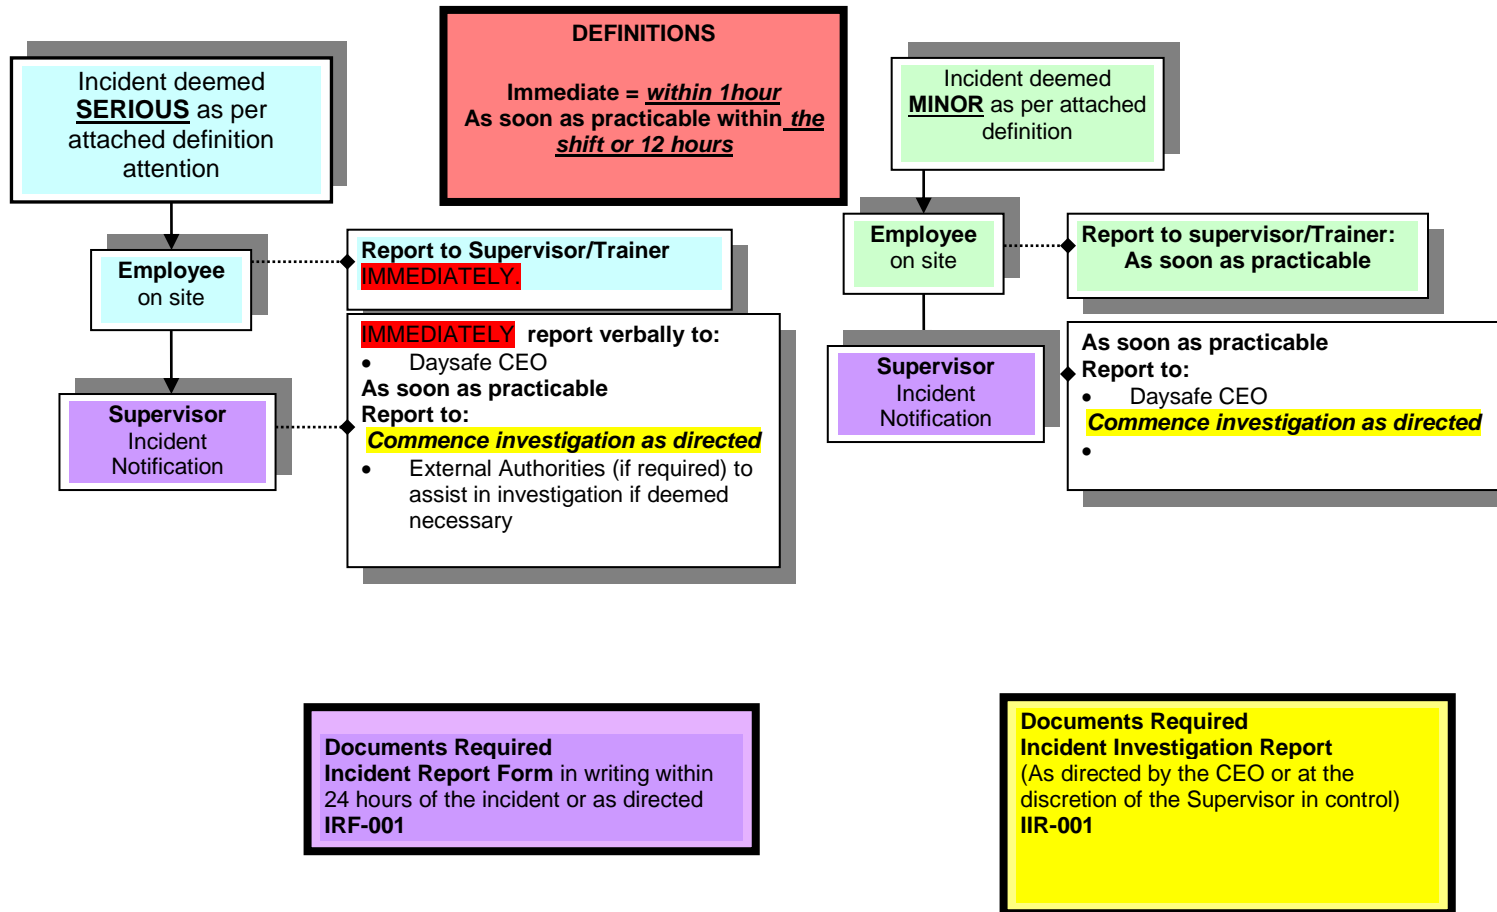 DEFINITIONS
Immediate = within 1hour
As soon as practicable within the
shift or 12 hours
Incident deemed
SERIOUS as per
attached definition
attention
Employee
on site
Report to Supervisor/Trainer
IMMEDIATELY.
Supervisor
Incident
Notification
IMMEDIATELY report verbally to:
• Daysafe CEO
As soon as practicable
Report to:
Commence investigation as directed
• External Authorities (if required) to
assist in investigation if deemed
necessary
Incident deemed
MINOR as per attached
definition
Employee
on site
Report to supervisor/Trainer:
As soon as practicable
Supervisor
Incident
Notification
As soon as practicable
Report to:
• Daysafe CEO
Commence investigation as directed
•
Documents Required
Incident Report Form in writing within
24 hours of the incident or as directed
IRF-001
Documents Required
Incident Investigation Report
(As directed by the CEO or at the
discretion of the Supervisor in control)
IIR-001